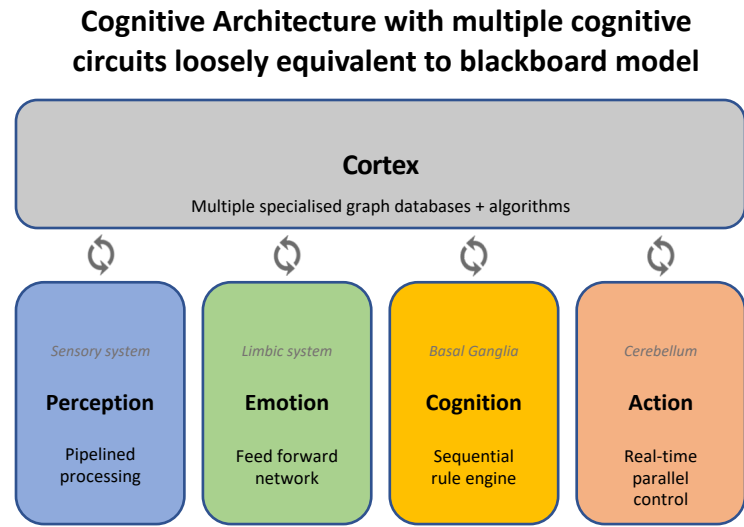 Cognitive Architecture with multiple cognitive
circuits loosely equivalent to blackboard model
Cortex
Multiple specialised graph databases + algorithms
Sensory system
Perception
Pipelined
processing
Limbic system
Emotion
Feed forward
network
Basal Ganglia
Cognition
Sequential
rule engine
Cerebellum
Action
Real-time
parallel
control